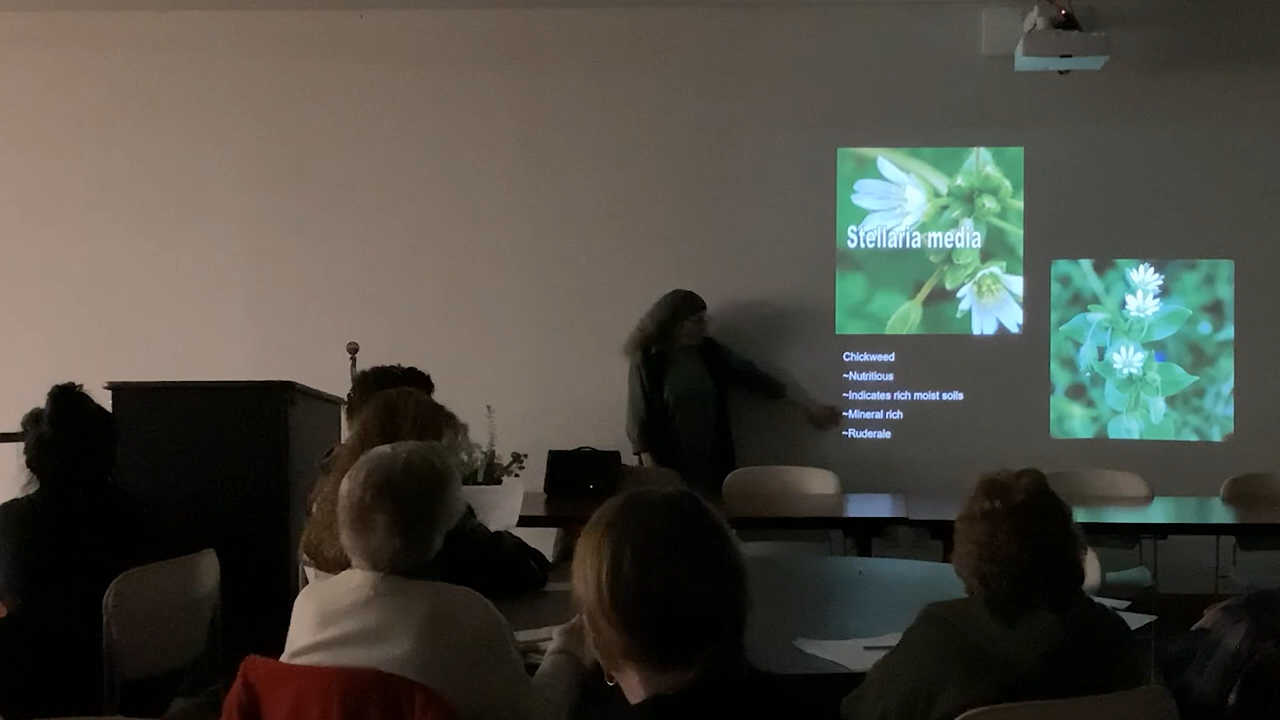 Stellaria media
Chickweed
~Nutritious
~Indicates rich moist soils
~Mineral rich
~Ruderale